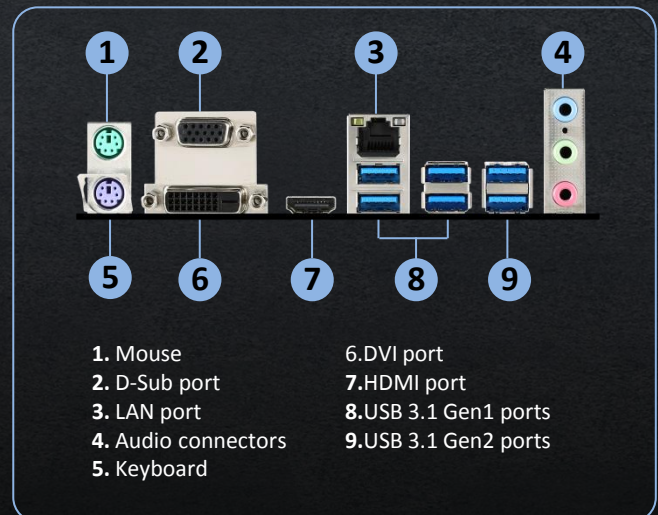 1 2 3 4
5 6 7 8 9
1. Mouse
2. D-Sub port
3. LAN port
4. Audio connectors
5. Keyboard
6.DVI port
7.HDMI port
8.USB 3.1 Gen1 ports
9.USB 3.1 Gen2 ports